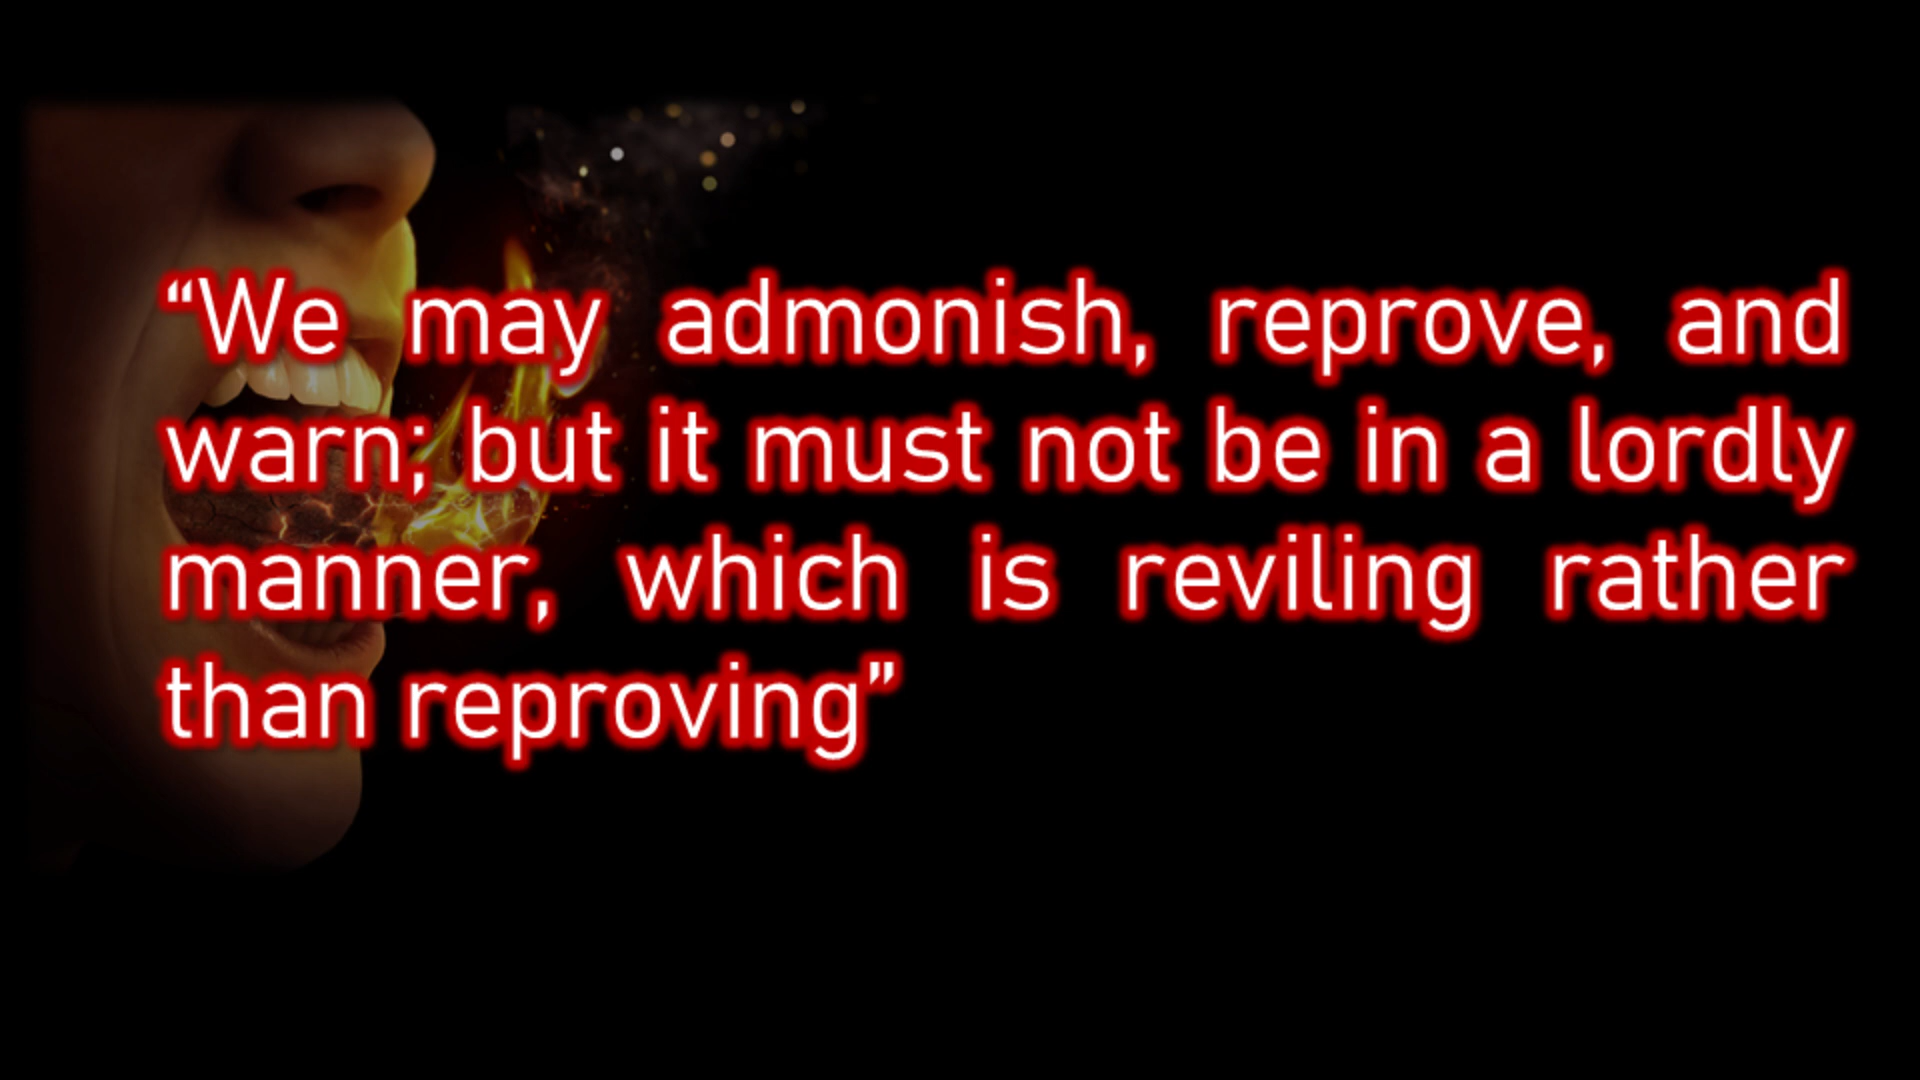 “We may admonish, reprove, and
warn; but it must not be in a lordly
manner, which is reviling rather
than reproving”